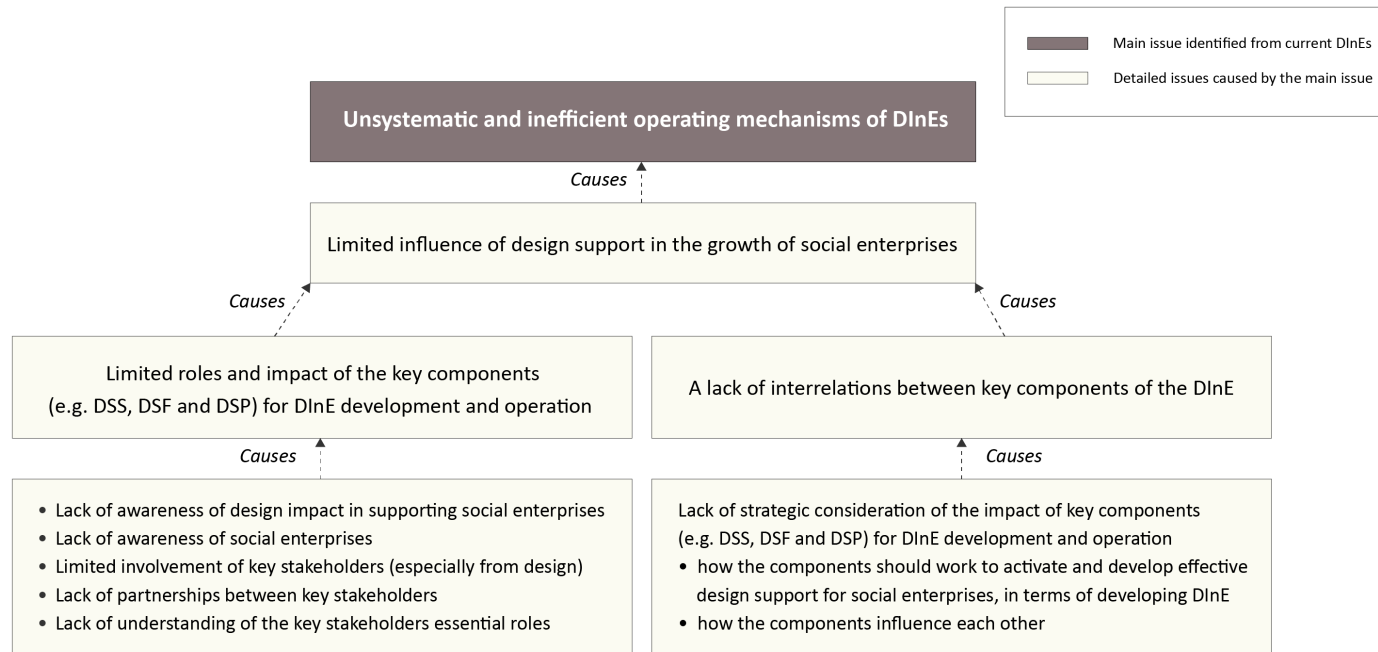 Main issue identified from current DInEs
Detailed issues caused by the main issue
Unsystematic and inefficient operating mechanisms of DInEs
Causes
Limited influence of design support in the growth of social enterprises
Causes
Causes
Limited roles and impact of the key components
(e.g. DSS, DSF and DSP) for DInE development and operation
A lack of interrelations between key components of the DInE
Causes
Causes
• Lack of awareness of design impact in supporting social enterprises
• Lack of awareness of social enterprises
• Limited involvement of key stakeholders (especially from design)
• Lack of partnerships between key stakeholders
• Lack of understanding of the key stakeholders essential roles
Lack of strategic consideration of the impact of key components
(e.g. DSS, DSF and DSP) for DInE development and operation
• how the components should work to activate and develop effective
design support for social enterprises, in terms of developing DInE
• how the components influence each other